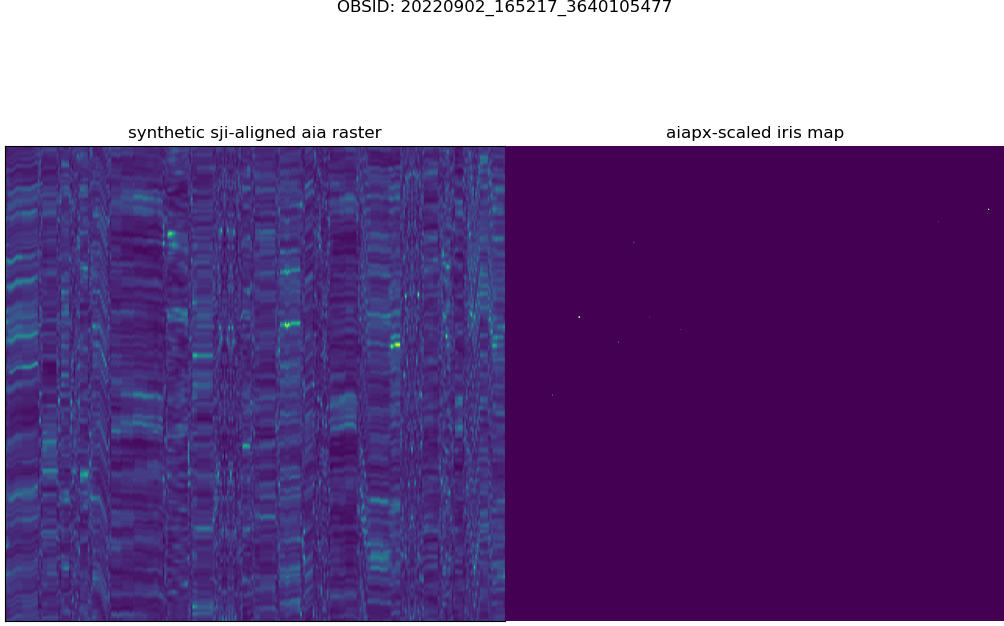 OBSID: 20220902_165217_3640105477
synthetic sji-aligned aia raster
aiapx-scaled iris map